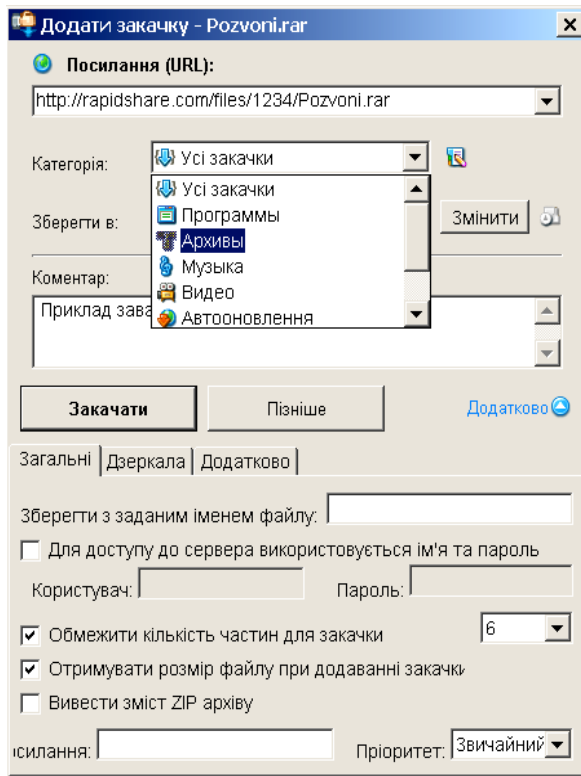 Додати закачку - Pozvoni.rar
Посилання (URL):
http://rapidshare.com/files/1234/Pozvoni.rar
Категорія: Усі закачки
Усі закачки
Программы
Зберегти в: Змінити
Архивы
Музыка
Коментар:
Видео
Приклад
Автооновлення
Закачати Пізніше Додатково
Загальні Дзеркала Додатково
Зберегти з заданим іменем файлу:
Для доступу до сервера використовується ім'я та пароль
Користувач: Пароль:
Обмежити кількість частин для закачки 6
Отримувати розмір файлу при додаванні закачки
Вивести зміст ZIP архіву
Пріоритет: Звичайний